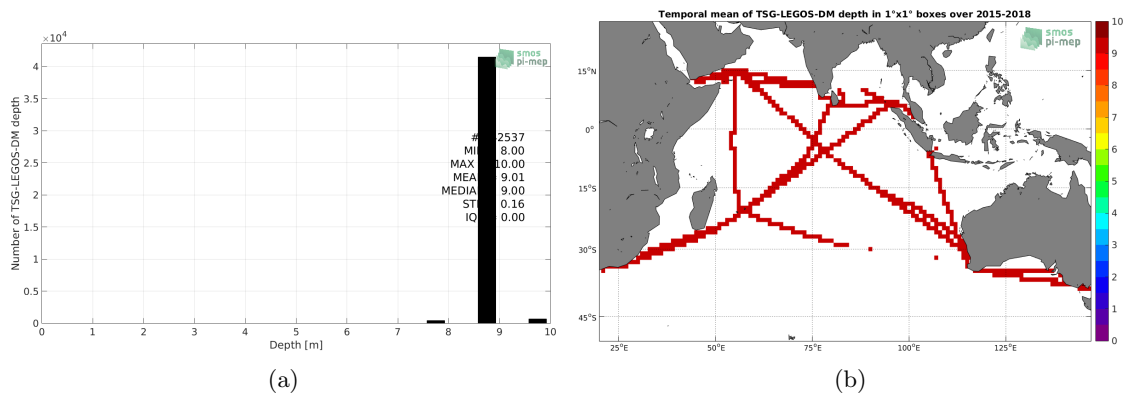 ×10⁴
smos
pi-mep
4
3.5
3
2.5
2
1.5
1
0.5
0
2537
8.00
MAX 10.00
9.01
MEDIA 9.00
0.16
0.00
Number of TSG-LEGOS-DM depth
0 1 2 3 4 5 6 7 8 9 10
Depth [m]
(a)
Temporal mean of TSG-LEGOS-DM depth in 1°x1° boxes over 2015-2018
smos
pi-mep
15°N
0°
15°S
30°S
45°S
25°E 50°E 75°E 100°E 125°E
10
9
8
7
6
5
4
3
2
1
0
(b)